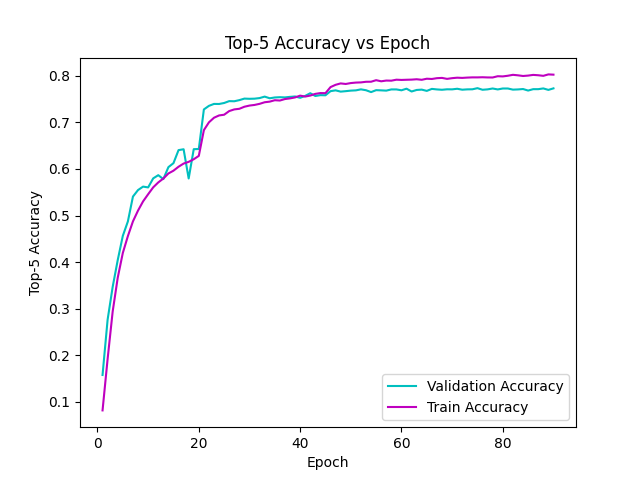 Top-5 Accuracy vs Epoch
Top-5 Accuracy
0.8
0.7
0.6
0.5
0.4
0.3
0.2
0.1
Validation Accuracy
Train Accuracy
0 20 40 60 80
Epoch